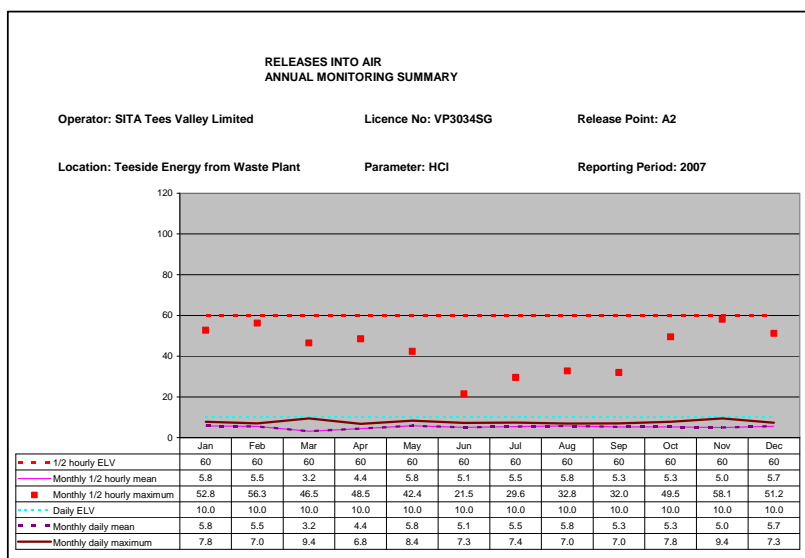 RELEASES INTO AIR
ANNUAL MONITORING SUMMARY
Operator: SITA Tees Valley Limited Licence No: VP3034SG Release Point: A2
Location: Teeside Energy from Waste Plant Parameter: HCl Reporting Period: 2007
120
100
80
60
40
20
0
Jan Feb Mar Apr May Jun Jul Aug Sep Oct Nov Dec
1/2 hourly ELV 60 60 60 60 60 60 60 60 60 60 60 60
Monthly 1/2 hourly mean 5.8 5.5 3.2 4.4 5.8 5.1 5.5 5.8 5.3 5.3 5.0 5.7
Monthly 1/2 hourly maximum 52.8 56.3 46.5 48.5 42.4 21.5 29.6 32.8 32.0 49.5 58.1 51.2
Daily ELV 10.0 10.0 10.0 10.0 10.0 10.0 10.0 10.0 10.0 10.0 10.0 10.0
Monthly daily mean 5.8 5.5 3.2 4.4 5.8 5.1 5.5 5.8 5.3 5.3 5.0 5.7
Monthly daily maximum 7.8 7.0 9.4 6.8 8.4 7.3 7.4 7.0 7.0 7.8 9.4 7.3